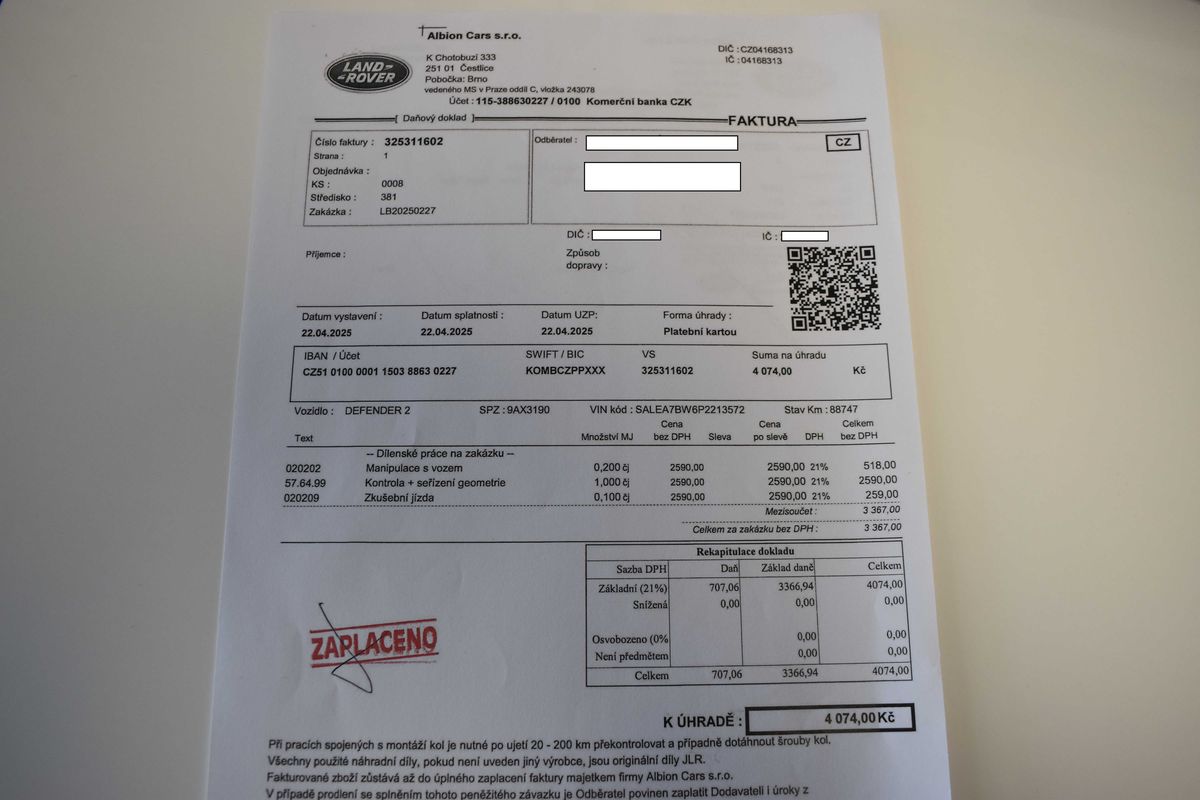 Albion Cars s.r.o.
LAND-
-ROVER
K Chotobuzi 333
251 01 Čestlice
Pobočka: Brno
vedeného MS v Praze oddíl C, vložka 243078
Účet : 115-388630227 / 0100 Komerční banka CZK
DIČ : CZ04168313
IČ : 04168313
[ Daňový doklad ] FAKTURA
Číslo faktury : 325311602
Strana : 1
Objednávka :
KS : 0008
Středisko : 381
Zakázka : LB20250227
Odběratel :
CZ
DIČ : IČ :
Příjemce :
Způsob
dopravy :
Datum vystavení : Datum splatnosti : Datum UZP: Forma úhrady :
22.04.2025 22.04.2025 22.04.2025 Platební kartou
IBAN / Účet SWIFT / BIC VS Suma na úhradu
CZ51 0100 0001 1503 8863 0227 KOMBCZPPXXX 325311602 4 074,00 Kč
Vozidlo : DEFENDER 2 SPZ : 9AX3190 VIN kód : SALEA7BW6P2213572 Stav Km : 88747
Cena Cena Celkem
Text Množství MJ bez DPH Sleva po slevě DPH bez DPH
-- Dílenské práce na zakázku --
020202 Manipulace s vozem 0,200 čj 2590,00 2590,00 21% 518,00
57.64.99 Kontrola + seřízení geometrie 1,000 čj 2590,00 2590,00 21% 2590,00
020209 Zkušební jízda 0,100 čj 2590,00 2590,00 21% 259,00
Mezisoučet : 3 367,00
Celkem za zakázku bez DPH : 3 367,00
Rekapitulace dokladu
Sazba DPH Daň Základ daně Celkem
Základní (21%) 707,06 3366,94 4074,00
Snížená 0,00 0,00 0,00
Osvobozeno (0% 0,00 0,00
Není předmětem 0,00 0,00
Celkem 707,06 3366,94 4074,00
ZAPLACENO
K ÚHRADĚ : 4 074,00 Kč
Při pracích spojených s montáží kol je nutné po ujetí 20 - 200 km překontrolovat a případně dotáhnout šrouby kol.
Všechny použité náhradní díly, pokud není uveden jiný výrobce, jsou originální díly JLR.
Fakturované zboží zůstává až do úplného zaplacení faktury majetkem firmy Albion Cars s.r.o.
V případě prodlení se splněním tohoto peněžitého závazku je Odběratel povinen zaplatit Dodavateli i úroky z